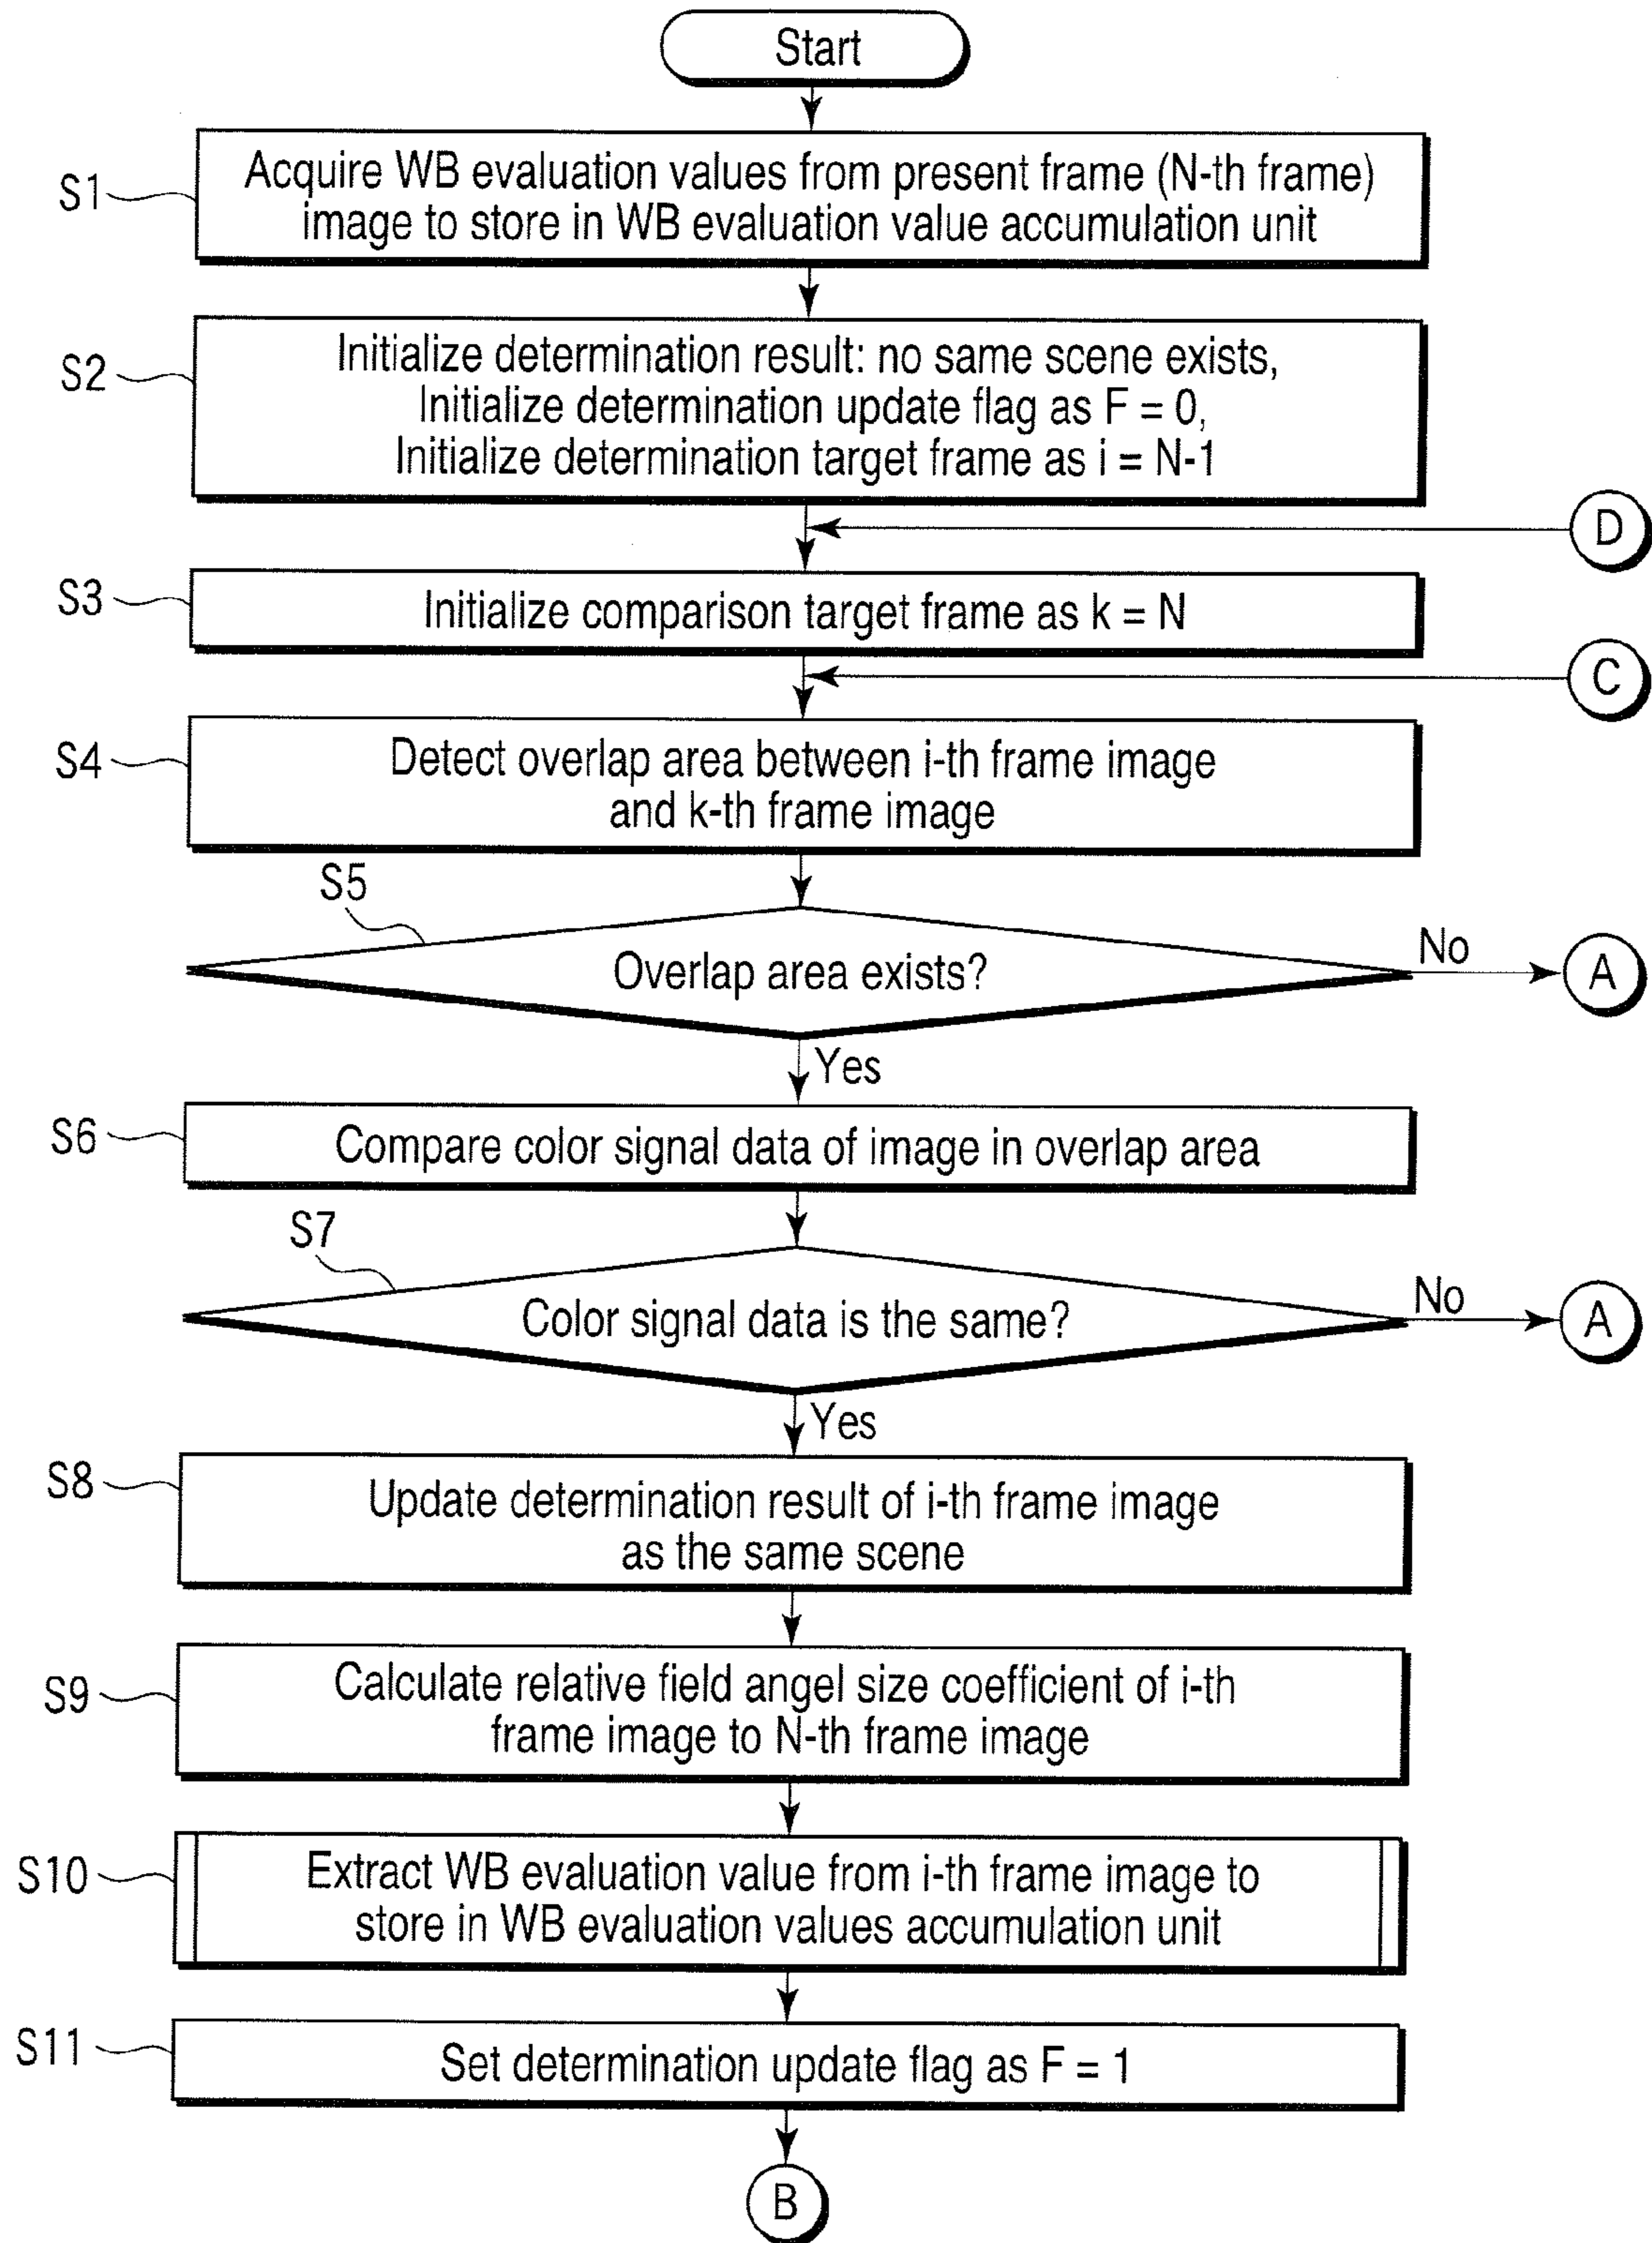 Start
S1
Acquire WB evaluation values from present frame (N-th frame)
image to store in WB evaluation value accumulation unit
S2
Initialize determination result: no same scene exists,
Initialize determination update flag as F = 0,
Initialize determination target frame as i = N-1
D
S3
Initialize comparison target frame as k = N
C
S4
Detect overlap area between i-th frame image
and k-th frame image
S5
Overlap area exists?
No
A
Yes
S6
Compare color signal data of image in overlap area
S7
Color signal data is the same?
No
A
Yes
S8
Update determination result of i-th frame image
as the same scene
S9
Calculate relative field angel size coefficient of i-th
frame image to N-th frame image
S10
Extract WB evaluation value from i-th frame image to
store in WB evaluation values accumulation unit
S11
Set determination update flag as F = 1
B